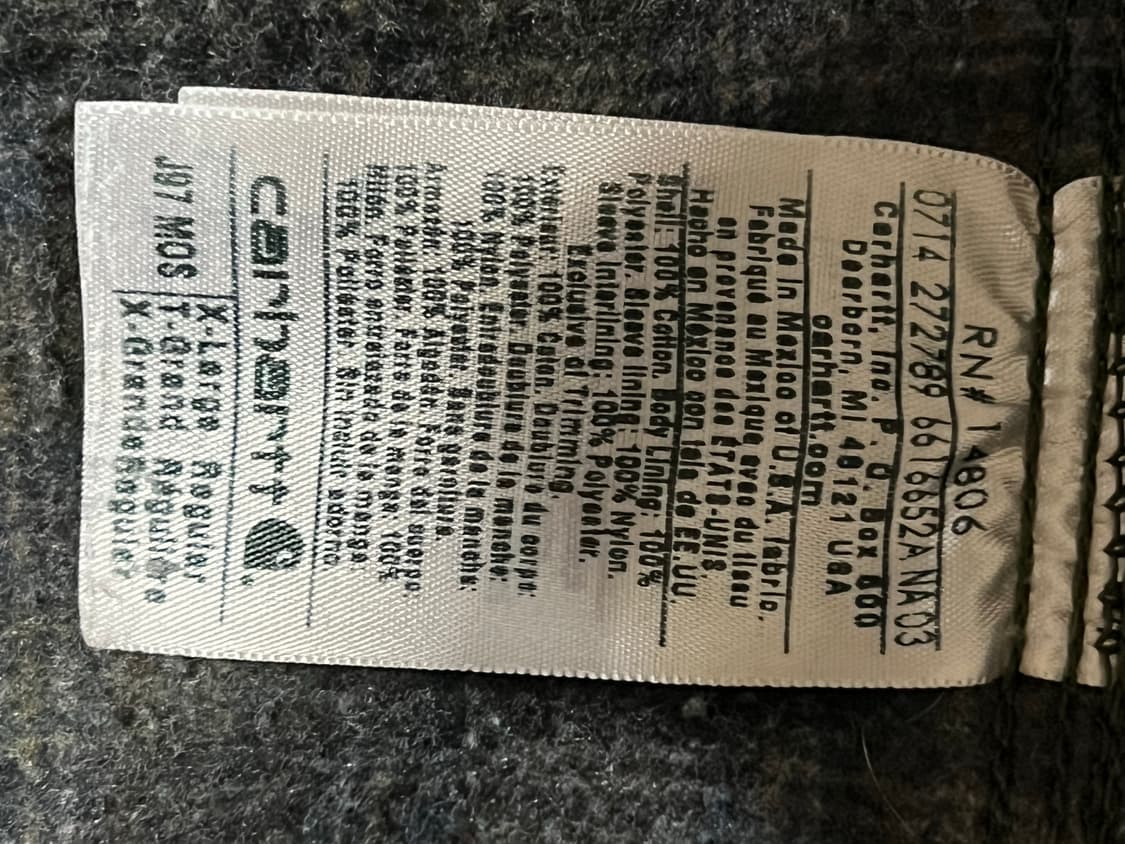 RN# 14806
0714 272789 6616652A NA03
Carhartt, Inc. P. O. Box 600
Dearborn, MI 48121 USA
carhartt.com
Made in Mexico of U.S.A. fabric.
Fabriqué au Mexique avec du tissu
en provenance des ÉTATS-UNIS.
Hecho en México con tela de EE.UU.
Shell: 100% Cotton. Body Lining: 100%
Polyester. Sleeve lining: 100% Nylon.
Sleeve Interlining: 100% Polyester.
Exclusive of Trimming.
Extérieur: 100% Coton. Doublure du corps:
100% Polyester. Doublure de la manche:
100% Nylon. Entredoublure de la manche:
100% Polyester. Sans garniture.
Armazón: 100% Algodón. Forro del cuerpo:
100% Poliéster. Forro de la manga: 100%
Nilón. Forro entretela de la manga:
100% Poliéster. Sin incluir adorno
carhartt
J97 MOS
X-Large Regular
T-Grand Régulière
X-Grande Regular